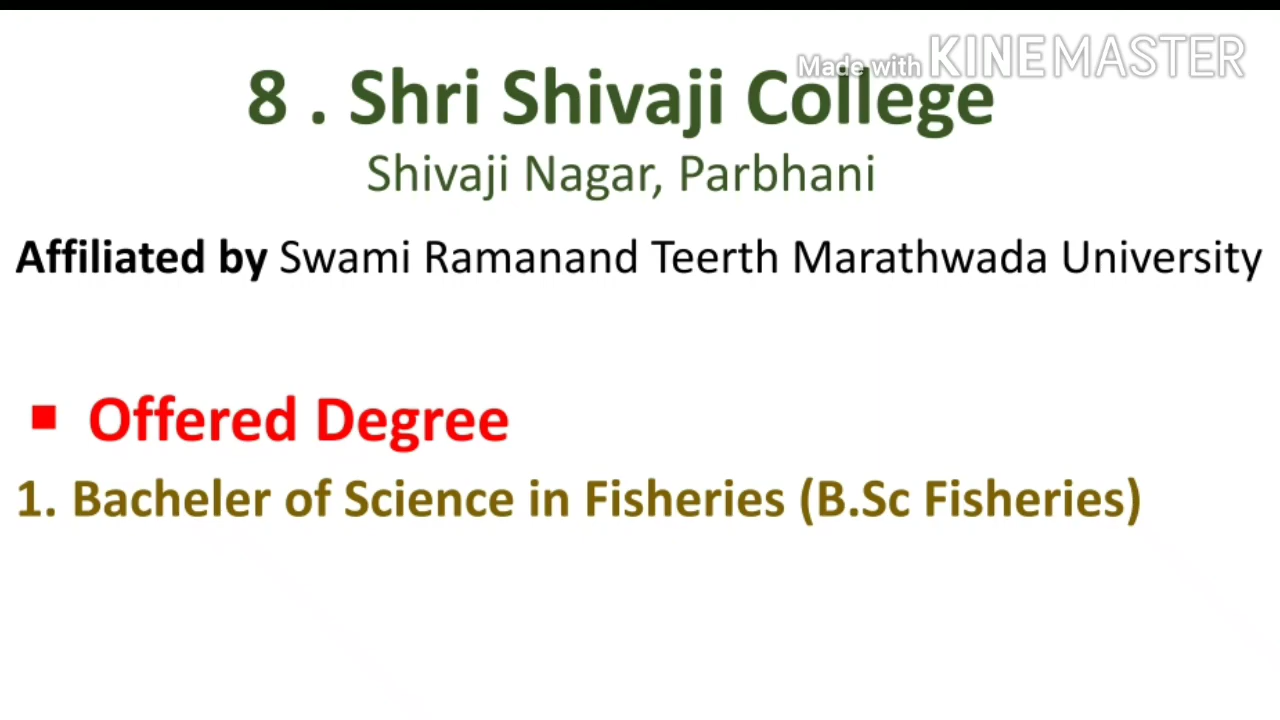 Made with KINEMASTER
8 . Shri Shivaji College
Shivaji Nagar, Parbhani
Affiliated by Swami Ramanand Teerth Marathwada University
▪ Offered Degree
1. Bacheler of Science in Fisheries (B.Sc Fisheries)